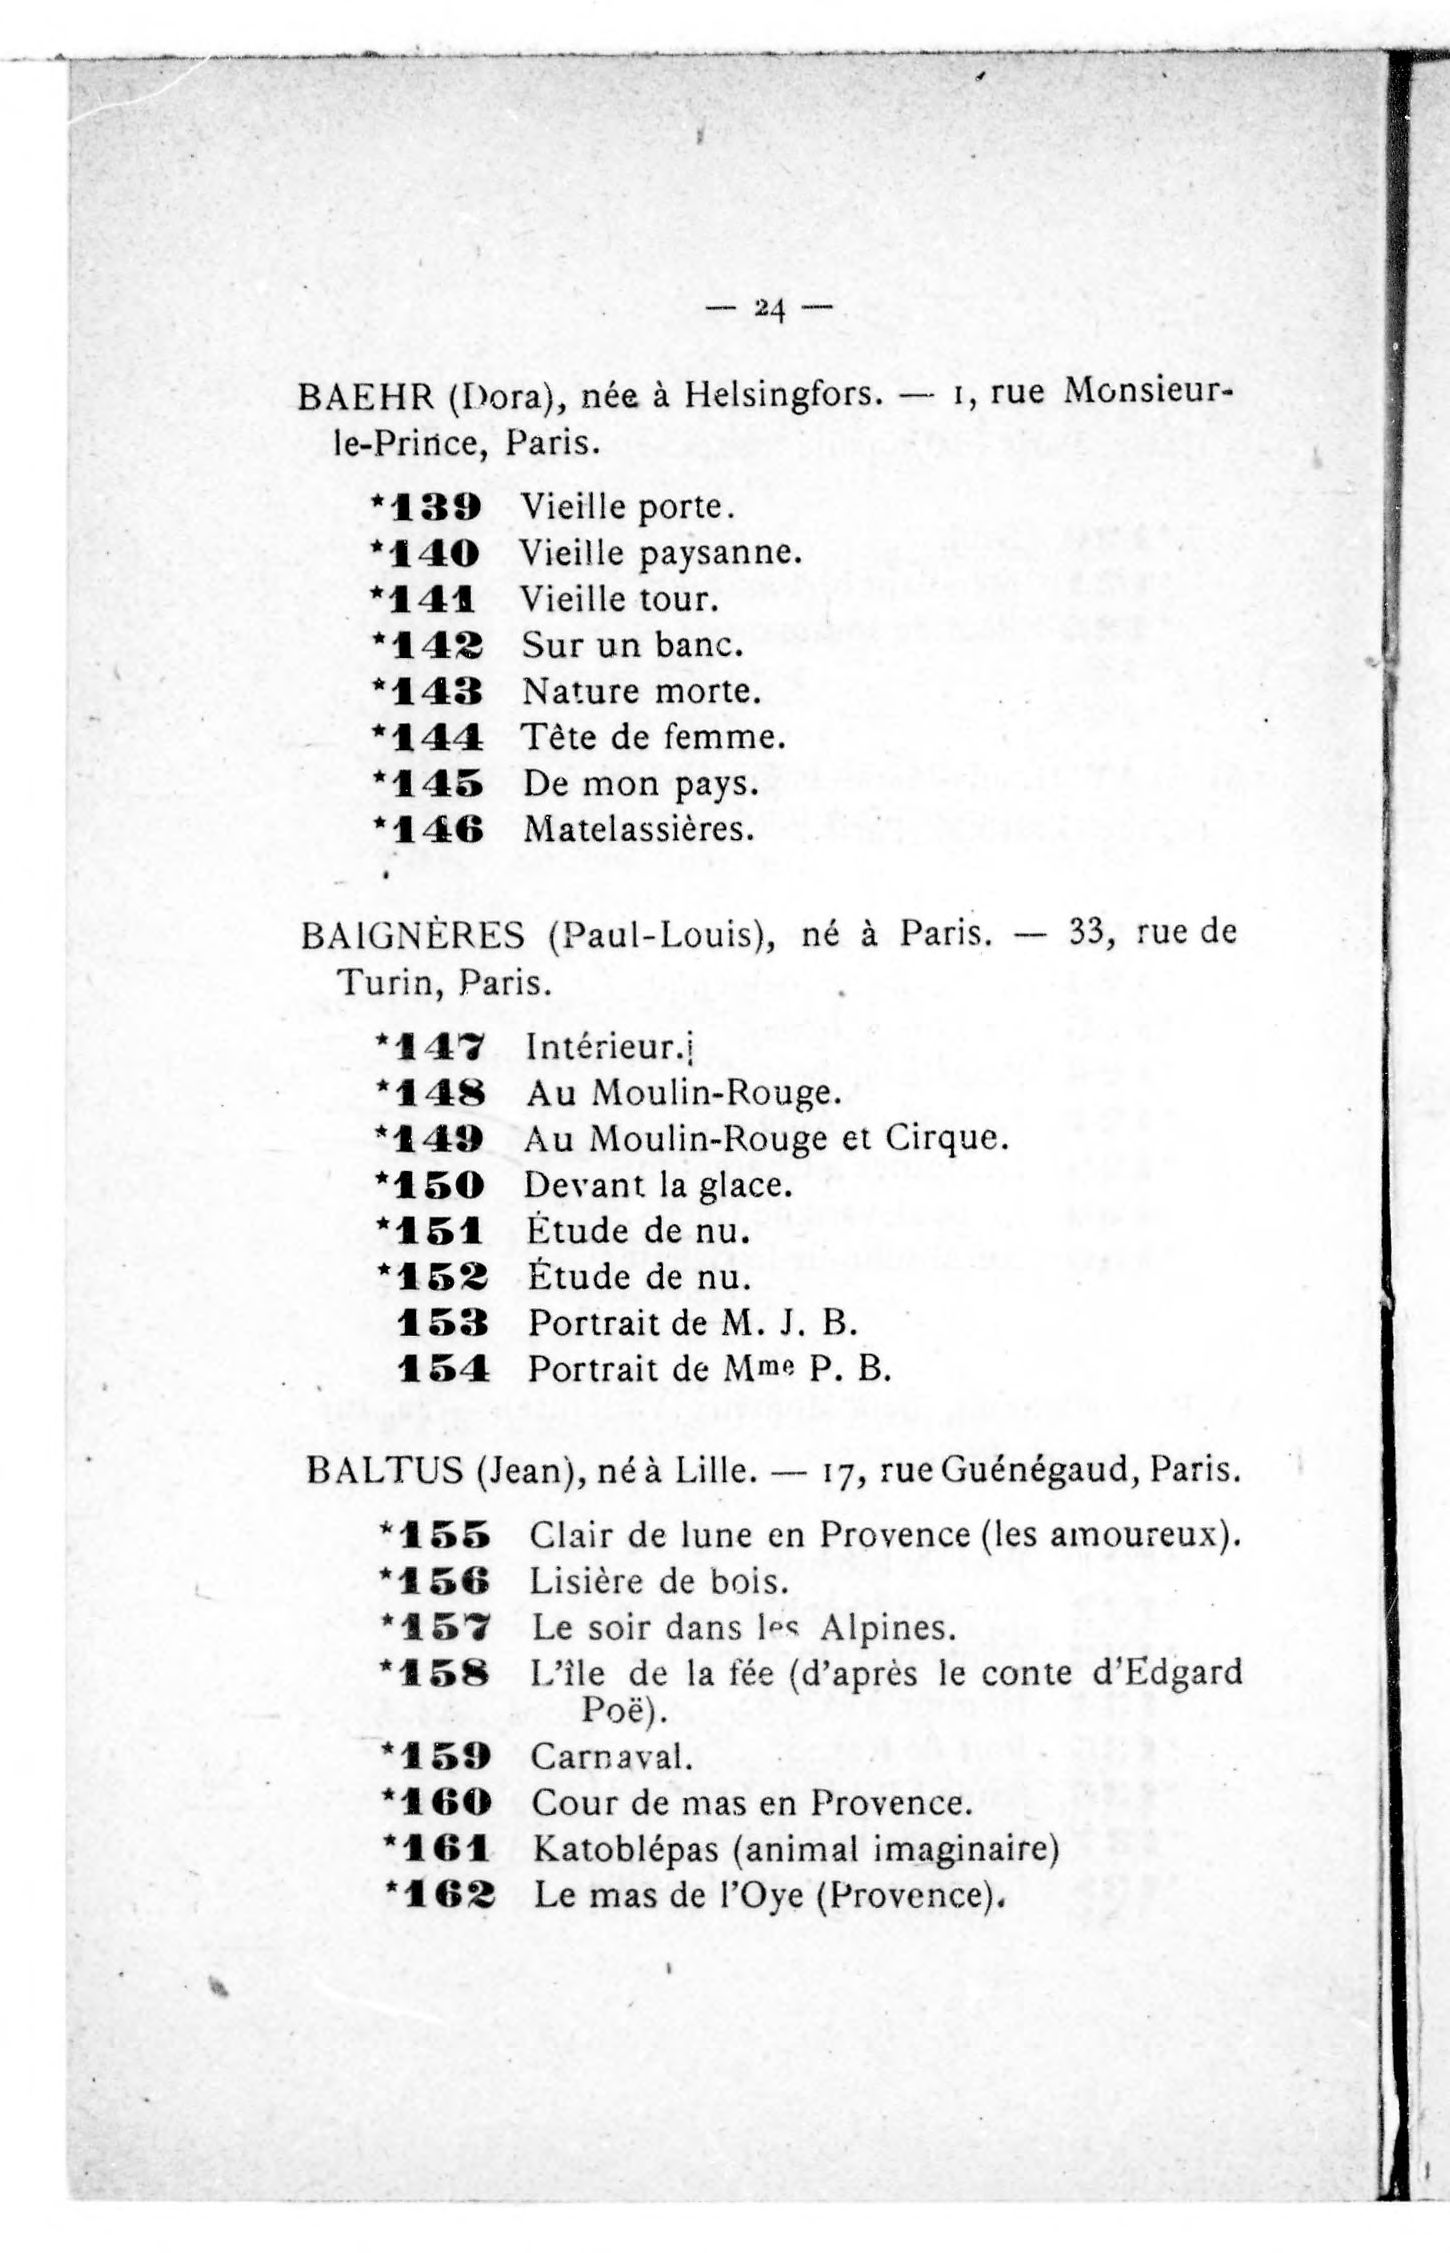 — 24 —
BAEHR (Dora), née à Helsingfors. — 1, rue Monsieur-
le-Prince, Paris.
*139 Vieille porte.
*140 Vieille paysanne.
*141 Vieille tour.
*142 Sur un banc.
*143 Nature morte.
*144 Tête de femme.
*145 De mon pays.
*146 Matelassières.
BAIGNÈRES (Paul-Louis), né à Paris. — 33, rue de
Turin, Paris.
*147 Intérieur.
*148 Au Moulin-Rouge.
*149 Au Moulin-Rouge et Cirque.
*150 Devant la glace.
*151 Étude de nu.
*152 Étude de nu.
153 Portrait de M. J. B.
154 Portrait de Mme P. B.
BALTUS (Jean), né à Lille. — 17, rue Guénégaud, Paris.
*155 Clair de lune en Provence (les amoureux).
*156 Lisière de bois.
*157 Le soir dans les Alpines.
*158 L'île de la fée (d'après le conte d'Edgard
Poë).
*159 Carnaval.
*160 Cour de mas en Provence.
*161 Katoblépas (animal imaginaire)
*162 Le mas de l'Oye (Provence).